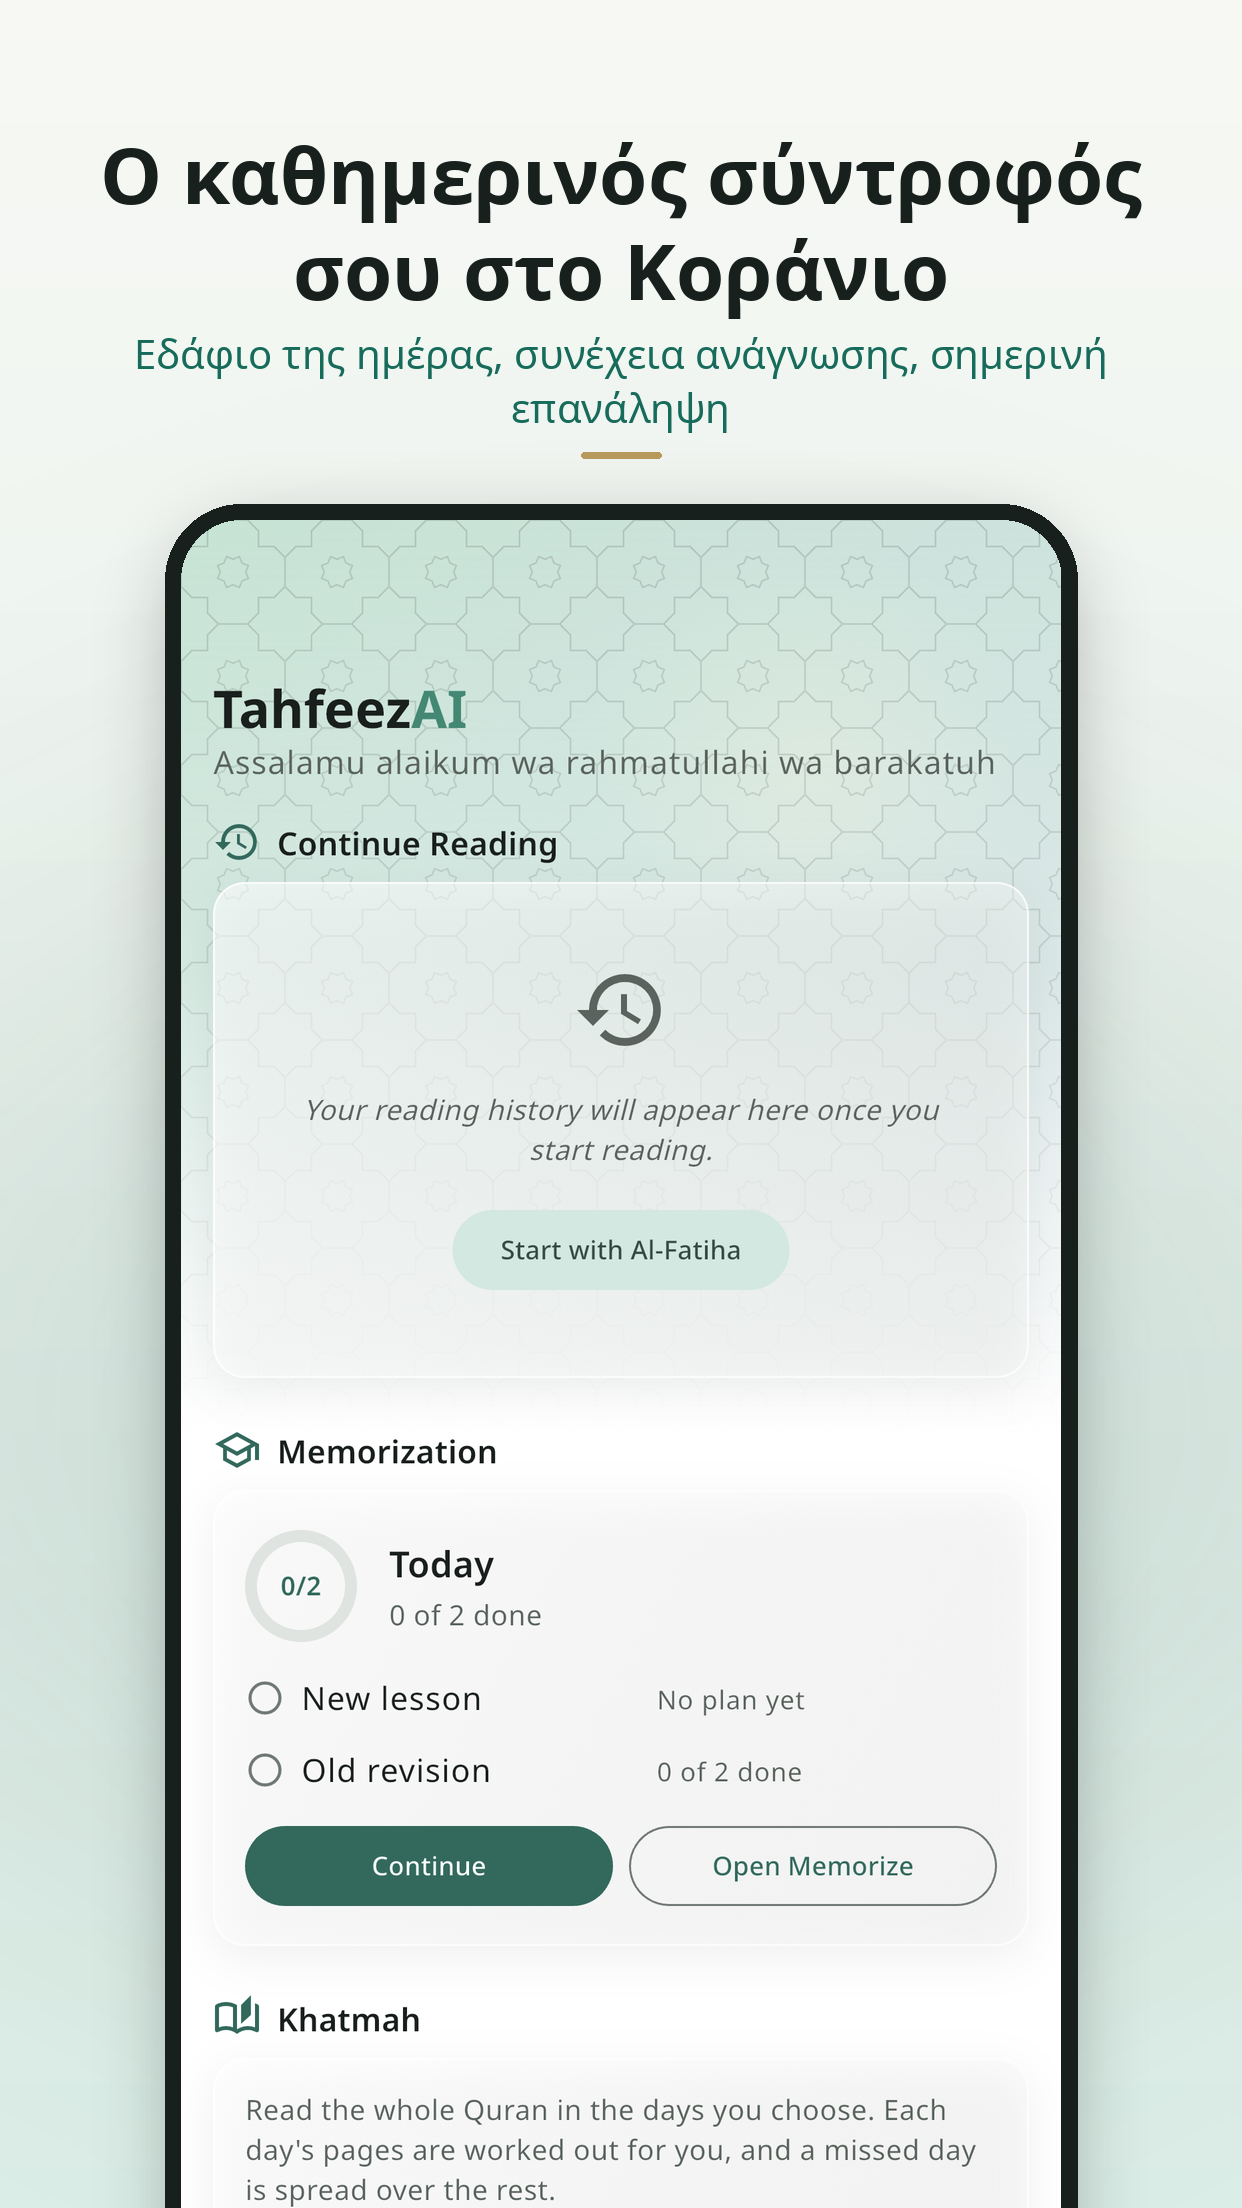 Ο καθημερινός σύντροφός
σου στο Κοράνιο
Εδάφιο της ημέρας, συνέχεια ανάγνωσης, σημερινή
επανάληψη
TahfeezAI
Assalamu alaikum wa rahmatullahi wa barakatuh
Continue Reading
Your reading history will appear here once you
start reading.
Start with Al-Fatiha
Memorization
0/2
Today
0 of 2 done
New lesson No plan yet
Old revision 0 of 2 done
Continue Open Memorize
Khatmah
Read the whole Quran in the days you choose. Each
day's pages are worked out for you, and a missed day
is spread over the rest.